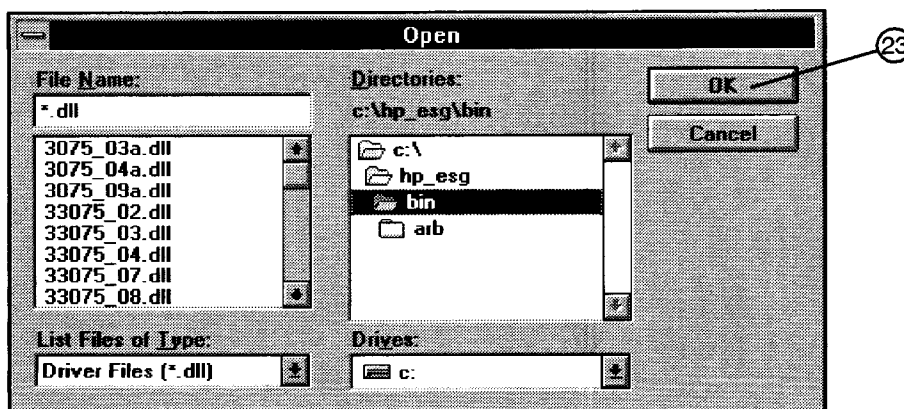 Open
File Name:
*.dll
3075_03a.dll
3075_04a.dll
3075_09a.dll
33075_02.dll
33075_03.dll
33075_04.dll
33075_07.dll
33075_08.dll
List Files of Type:
Driver Files (*.dll)
Directories:
c:\hp_esg\bin
c:\
hp_esg
bin
arb
Drives:
c:
OK
Cancel
23